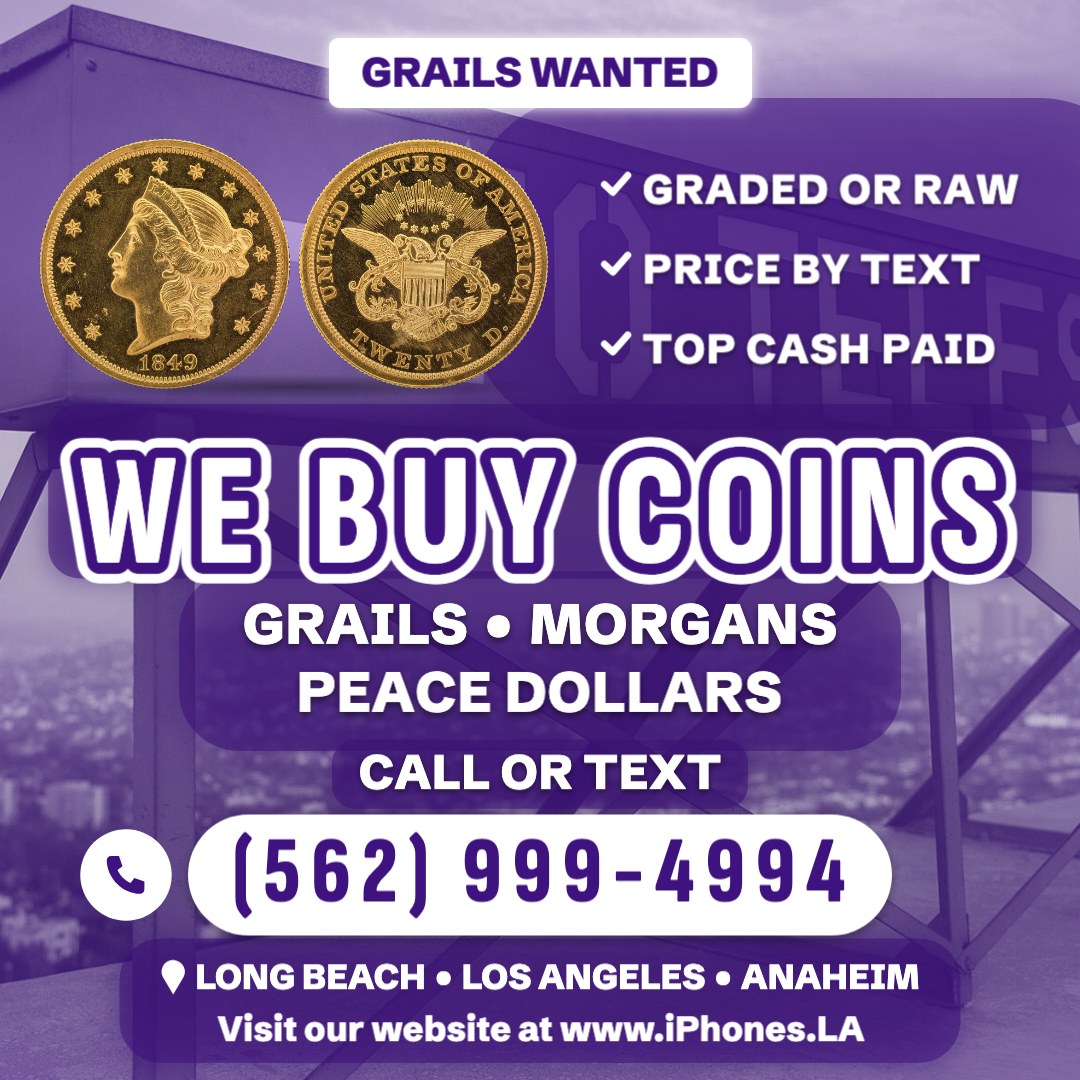 GRAILS WANTED
1849
UNITED STATES OF AMERICA
TWENTY D.
GRADED OR RAW
PRICE BY TEXT
TOP CASH PAID
WE BUY COINS
GRAILS • MORGANS
PEACE DOLLARS
CALL OR TEXT
(562) 999-4994
LONG BEACH • LOS ANGELES • ANAHEIM
Visit our website at www.iPhones.LA